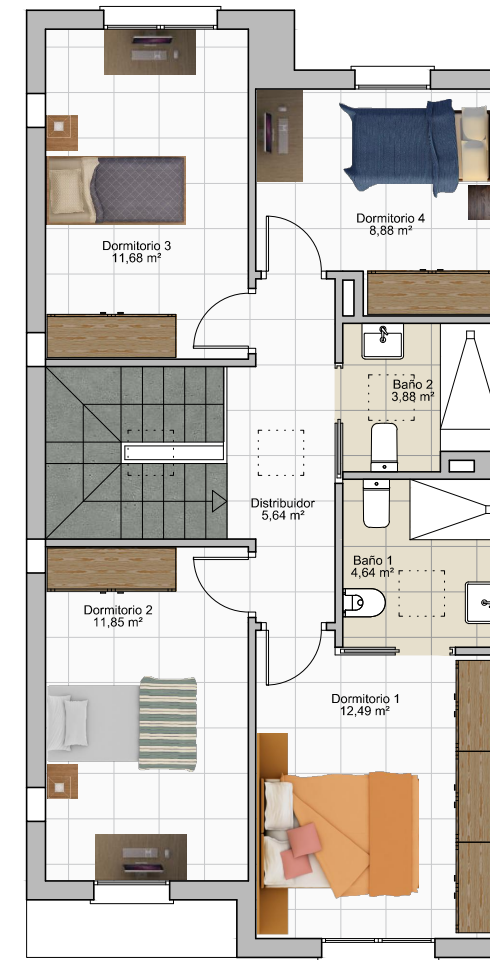 Dormitorio 4
8,88 m²
Dormitorio 3
11,68 m²
Baño 2
3,88 m²
Distribuidor
5,64 m²
Baño 1
4,64 m²
Dormitorio 2
11,85 m²
Dormitorio 1
12,49 m²